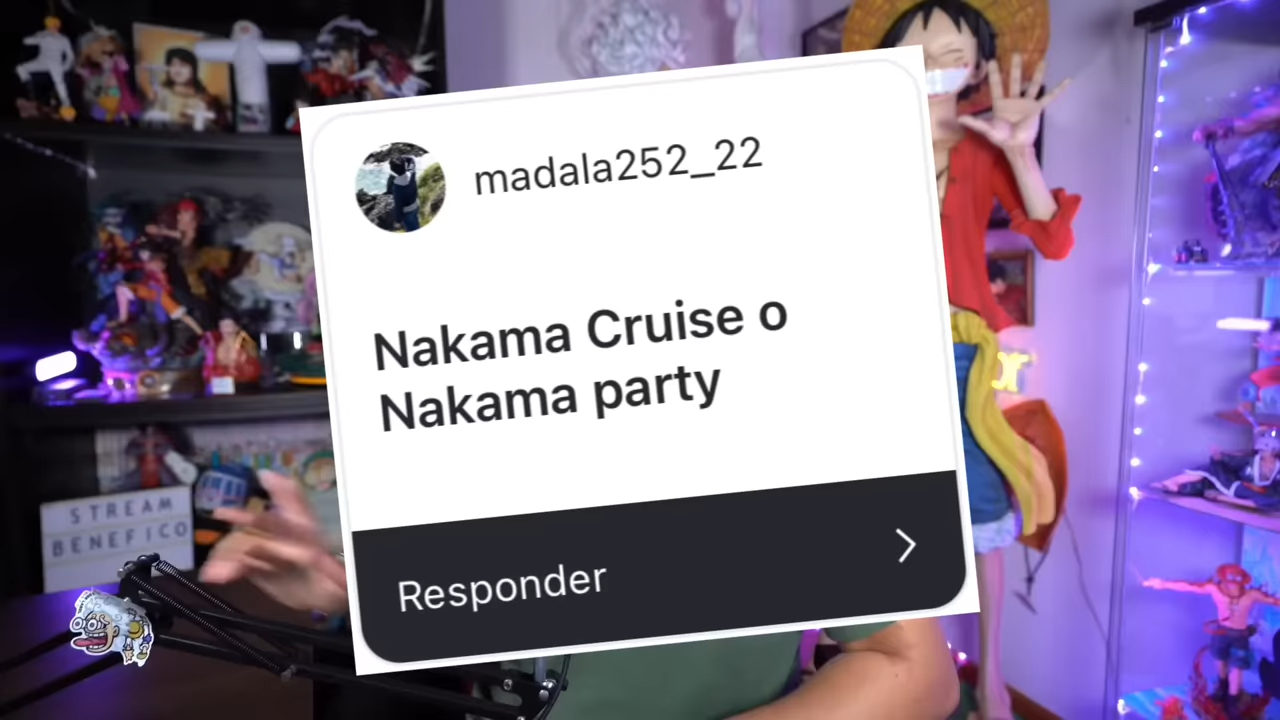 madala252_22
Nakama Cruise o
Nakama party
Responder
STREAM
BENEFICO